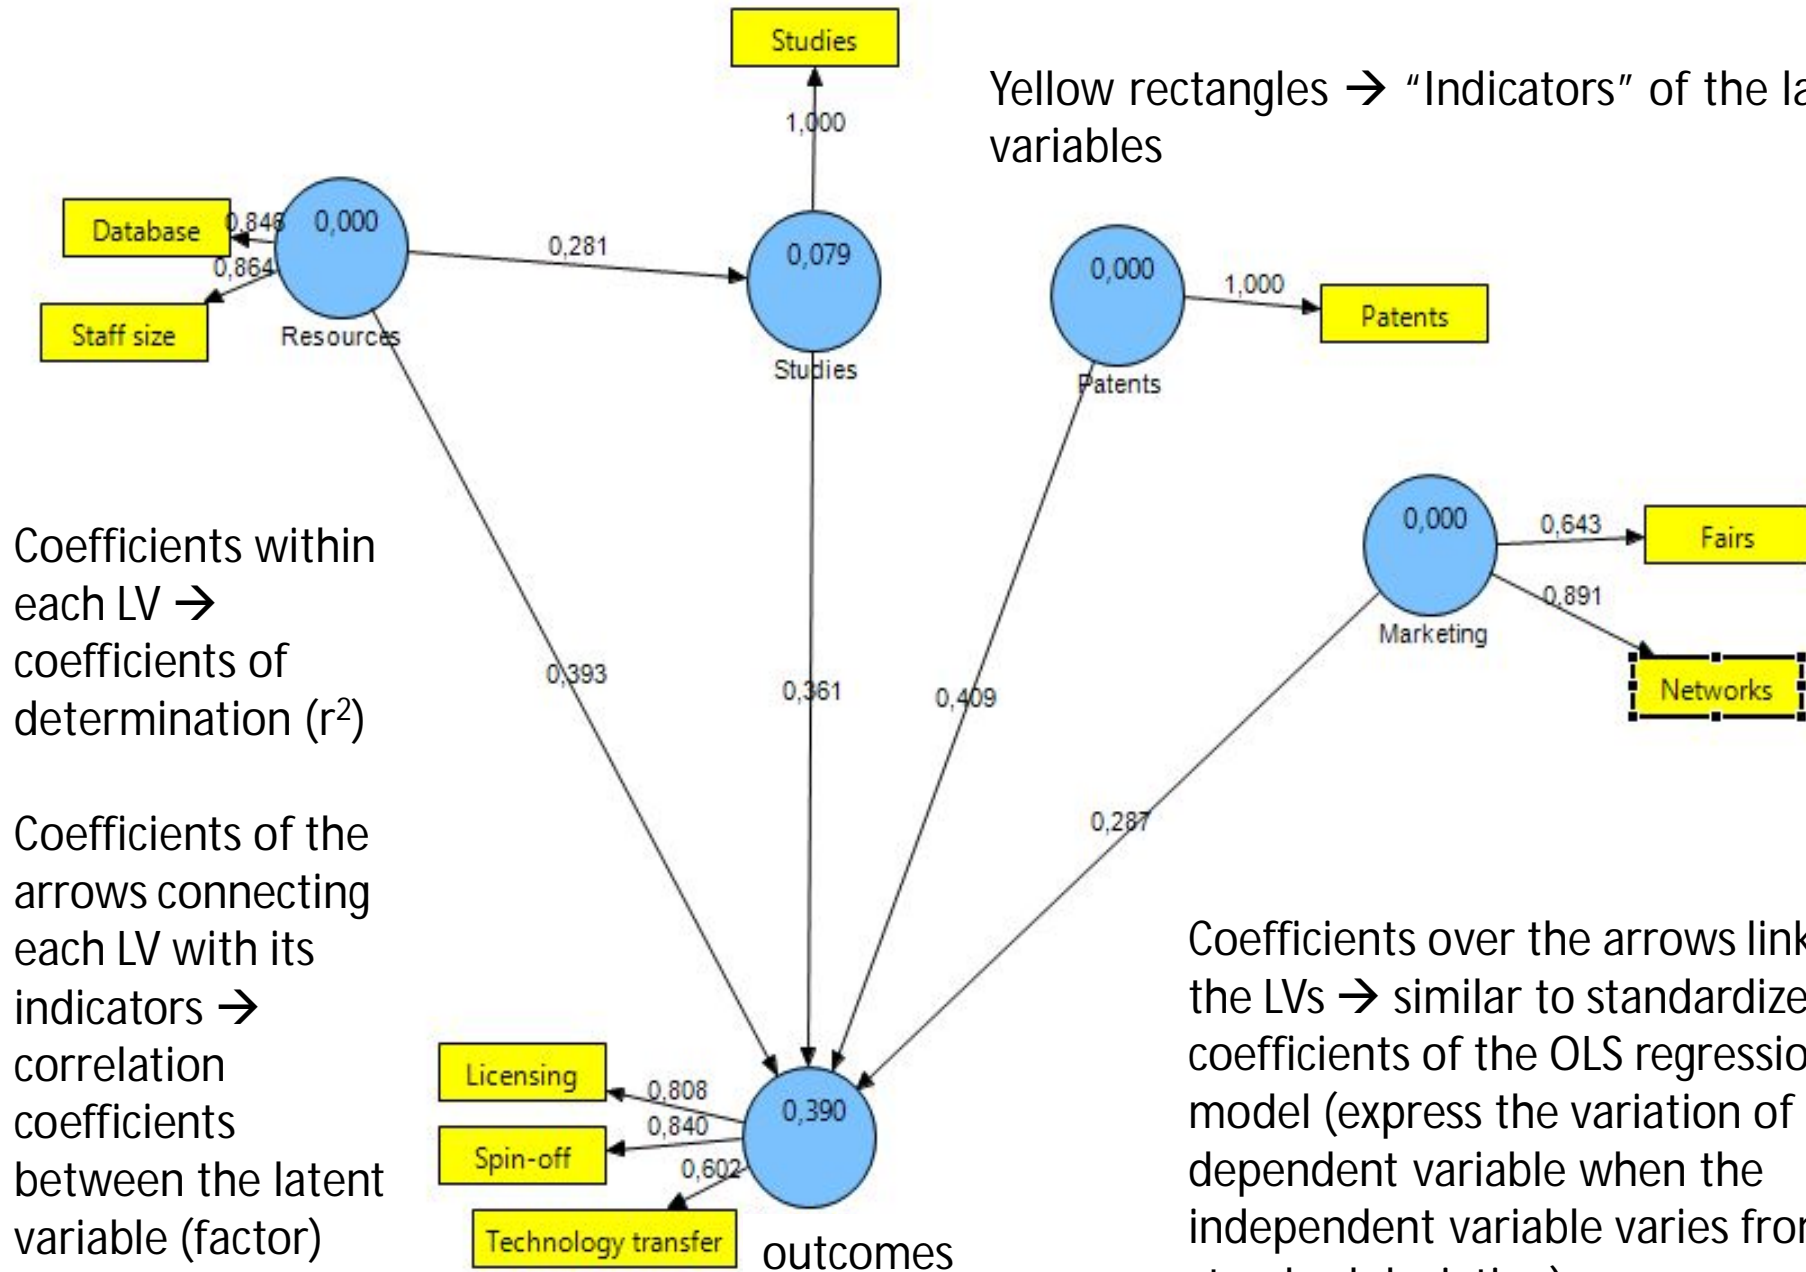 Studies
1,000
Yellow rectangles → “Indicators” of the la
variables
Database
0,846
0,000
0,864
Staff size
Resources
0,281
0,079
Studies
0,000
Patents
1,000
Patents
0,000
Marketing
0,643
Fairs
0,891
Networks
Coefficients within
each LV →
coefficients of
determination (r²)
0,393
0,361
0,409
0,287
Coefficients of the
arrows connecting
each LV with its
indicators →
correlation
coefficients
between the latent
variable (factor)
Licensing
0,808
Spin-off
0,840
Technology transfer
0,602
0,390
outcomes
Coefficients over the arrows link
the LVs → similar to standardize
coefficients of the OLS regressio
model (express the variation of
dependent variable when the
independent variable varies from